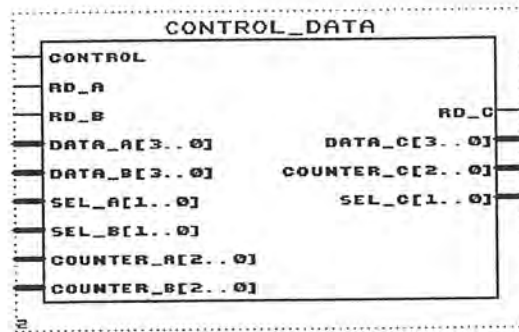 CONTROL_DATA
CONTROL
RD_A
RD_B
RD_C
DATA_A[3..0]
DATA_C[3..0]
DATA_B[3..0]
COUNTER_C[2..0]
SEL_A[1..0]
SEL_C[1..0]
SEL_B[1..0]
COUNTER_A[2..0]
COUNTER_B[2..0]
2